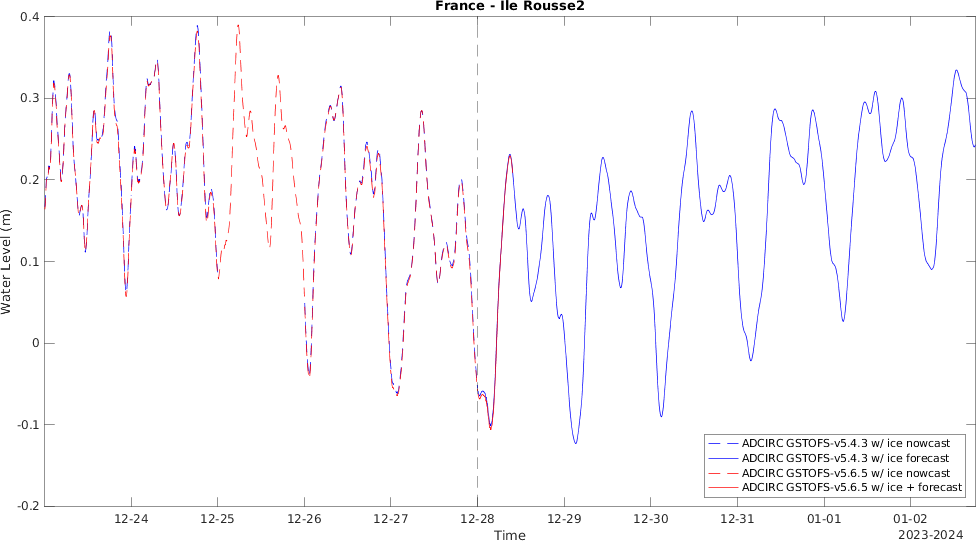 France - Ile Rousse2
0.4
0.3
0.2
0.1
0
-0.1
-0.2
Water Level (m)
12-24 12-25 12-26 12-27 12-28 12-29 12-30 12-31 01-01 01-02
Time
2023-2024
ADCIRC GSTOFS-v5.4.3 w/ ice nowcast
ADCIRC GSTOFS-v5.4.3 w/ ice forecast
ADCIRC GSTOFS-v5.6.5 w/ ice nowcast
ADCIRC GSTOFS-v5.6.5 w/ ice + forecast